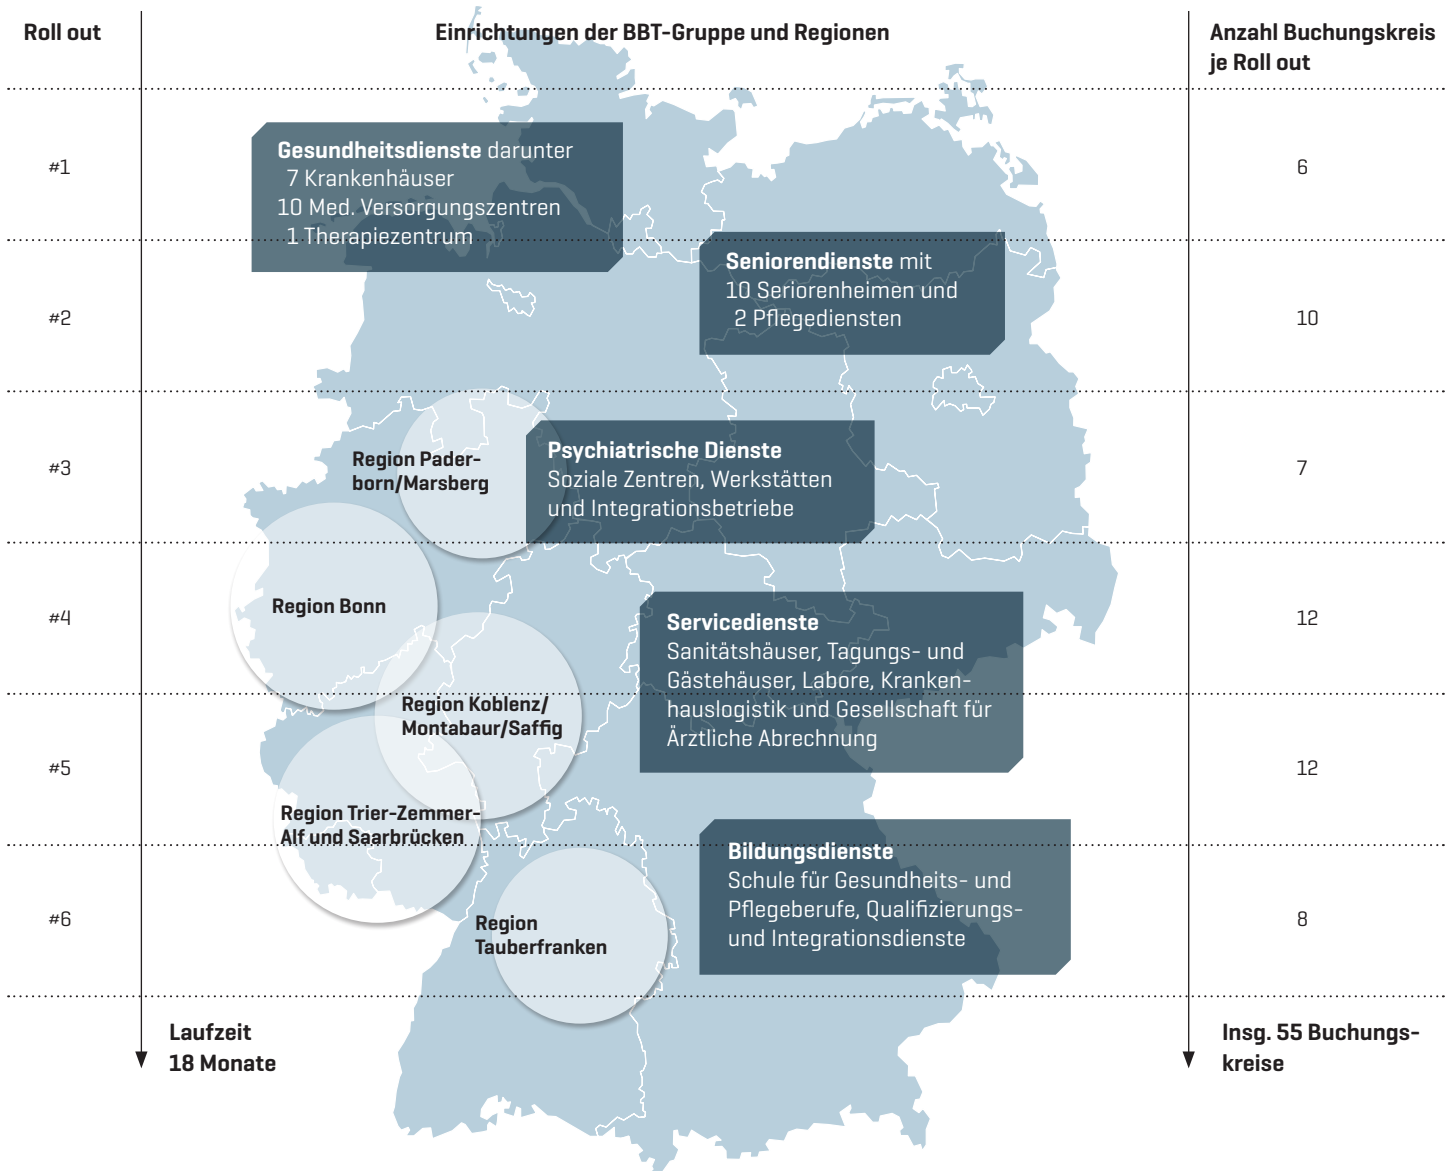 Roll out
Einrichtungen der BBT-Gruppe und Regionen
Anzahl Buchungskreis
je Roll out
#1
Gesundheitsdienste darunter
7 Krankenhäuser
10 Med. Versorgungszentren
1 Therapiezentrum
6
#2
Seniorendienste mit
10 Seriorenheimen und
2 Pflegediensten
10
#3
Region Pader-
born/Marsberg
Psychiatrische Dienste
Soziale Zentren, Werkstätten
und Integrationsbetriebe
7
#4
Region Bonn
Servicedienste
Sanitätshäuser, Tagungs- und
Gästehäuser, Labore, Kranken-
hauslogistik und Gesellschaft für
Ärztliche Abrechnung
12
Region Koblenz/
Montabaur/Saffig
#5
12
Region Trier-Zemmer-
Alf und Saarbrücken
#6
Region
Tauberfranken
Bildungsdienste
Schule für Gesundheits- und
Pflegeberufe, Qualifizierungs-
und Integrationsdienste
8
Laufzeit
18 Monate
Insg. 55 Buchungs-
kreise